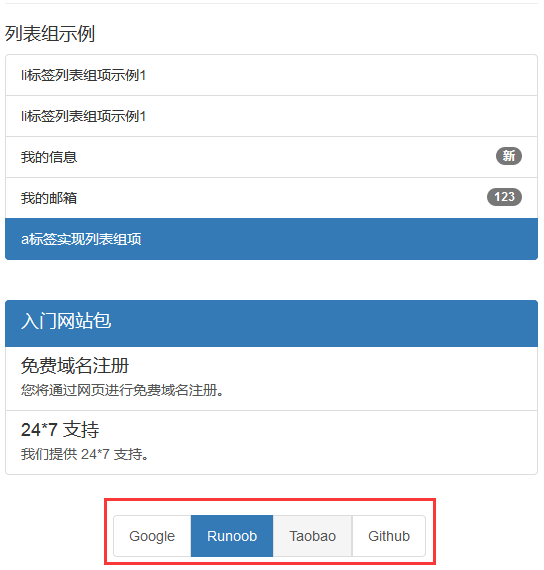 列表组示例
li标签列表组项示例1
li标签列表组项示例1
我的信息 新
我的邮箱 123
a标签实现列表组项
入门网站包
免费域名注册
您将通过网页进行免费域名注册。
24*7 支持
我们提供 24*7 支持。
Google Runoob Taobao Github